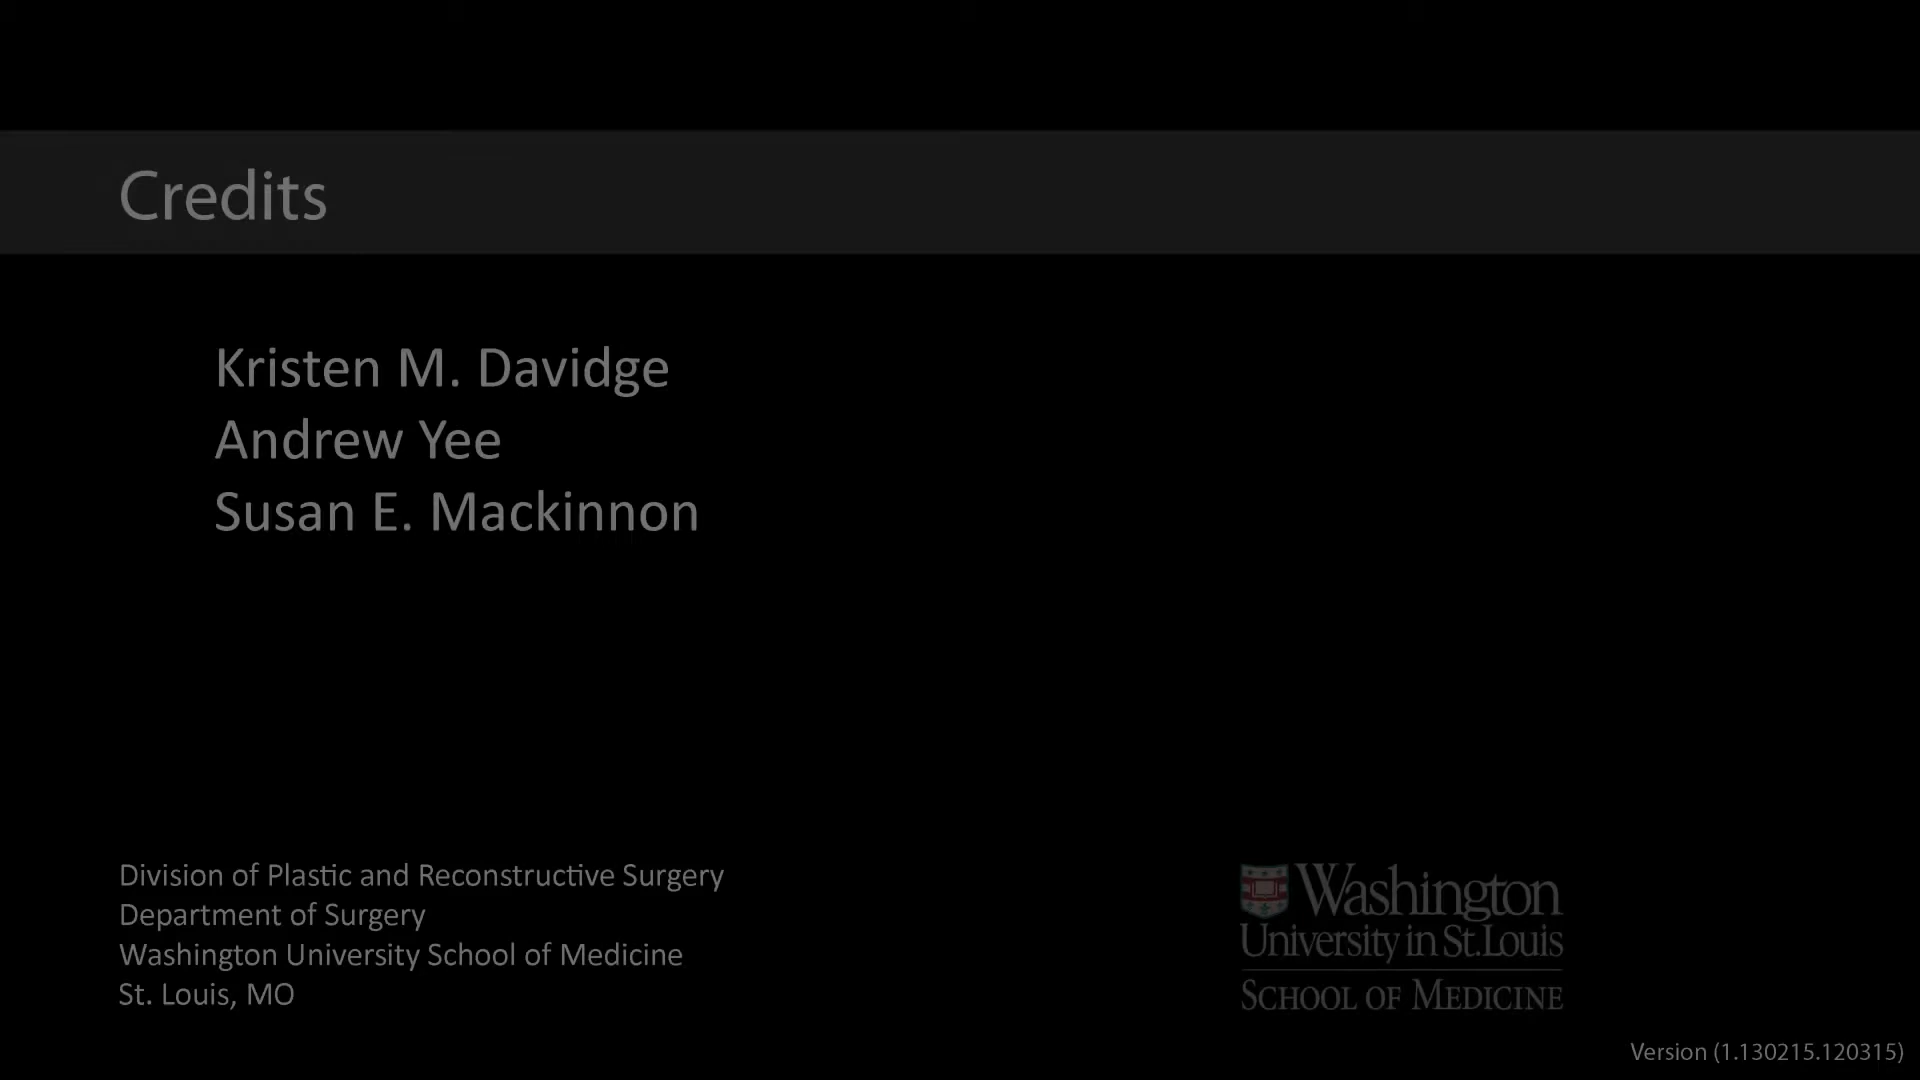 Credits
Kristen M. Davidge
Andrew Yee
Susan E. Mackinnon
Division of Plastic and Reconstructive Surgery
Department of Surgery
Washington University School of Medicine
St. Louis, MO
Washington
University in St. Louis
SCHOOL OF MEDICINE
Version (1.130215.120315)